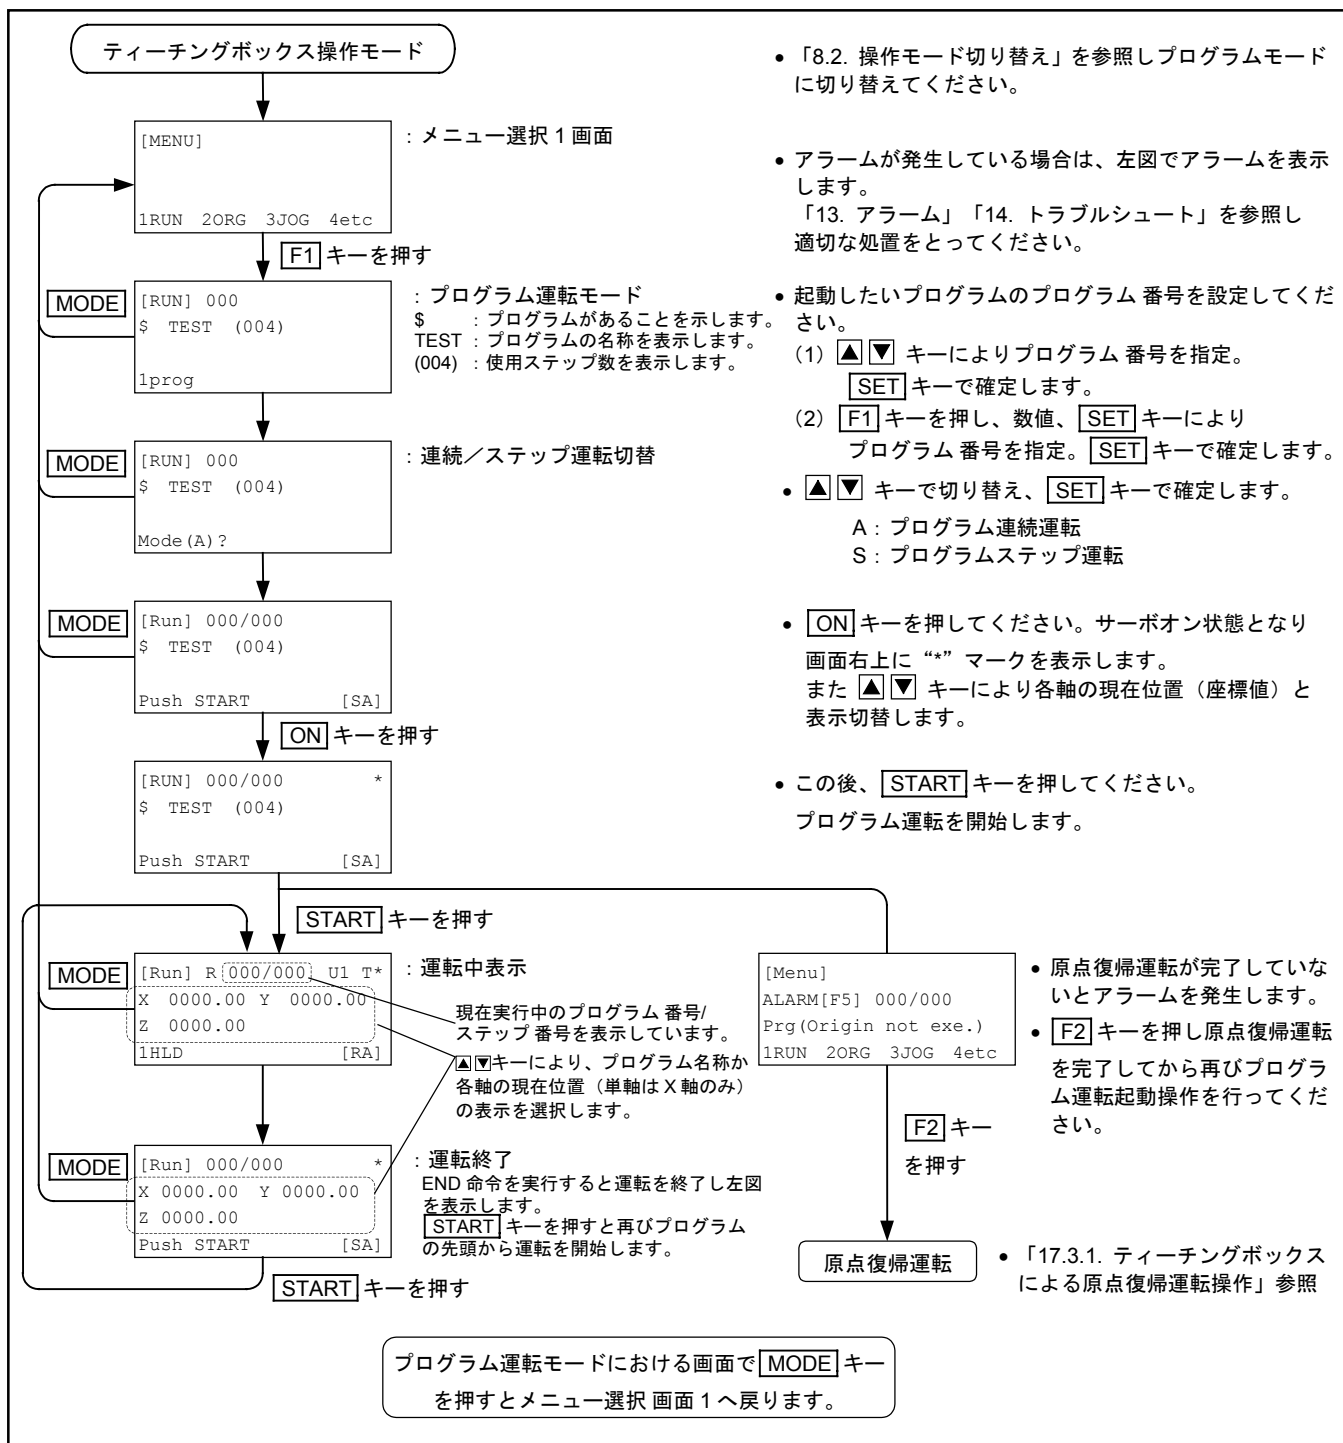 ティーチングボックス操作モード
• 「8.2. 操作モード切り替え」を参照しプログラムモード
に切り替えてください。
[MENU]
1RUN 2ORG 3JOG 4etc
：メニュー選択 1 画面
• アラームが発生している場合は、左図でアラームを表示
します。
「13. アラーム」「14. トラブルシュート」を参照し
適切な処置をとってください。
F1 キーを押す
MODE
[RUN] 000
$ TEST (004)
1prog
：プログラム運転モード
$ ：プログラムがあることを示します。
TEST ：プログラムの名称を表示します。
(004) ：使用ステップ数を表示します。
• 起動したいプログラムのプログラム 番号を設定してくだ
さい。
(1) ▲ ▼ キーによりプログラム 番号を指定。
SET キーで確定します。
(2) F1 キーを押し、数値、SET キーにより
プログラム 番号を指定。SET キーで確定します。
MODE
[RUN] 000
$ TEST (004)
Mode(A)?
：連続／ステップ運転切替
• ▲ ▼ キーで切り替え、SET キーで確定します。
A：プログラム連続運転
S：プログラムステップ運転
MODE
[Run] 000/000
$ TEST (004)
Push START [SA]
• ON キーを押してください。サーボオン状態となり
画面右上に “*” マークを表示します。
また ▲ ▼ キーにより各軸の現在位置（座標値）と
表示切替します。
ON キーを押す
[RUN] 000/000 *
$ TEST (004)
Push START [SA]
• この後、START キーを押してください。
プログラム運転を開始します。
START キーを押す
MODE
[Run] R 000/000 U1 T*
X 0000.00 Y 0000.00
Z 0000.00
1HLD [RA]
：運転中表示
現在実行中のプログラム 番号/
ステップ 番号を表示しています。
▲▼キーにより、プログラム名称か
各軸の現在位置（単軸は X 軸のみ）
の表示を選択します。
[Menu]
ALARM[F5] 000/000
Prg(Origin not exe.)
1RUN 2ORG 3JOG 4etc
• 原点復帰運転が完了していな
いとアラームを発生します。
• F2 キーを押し原点復帰運転
を完了してから再びプログラ
ム運転起動操作を行ってくだ
さい。
F2 キー
を押す
MODE
[Run] 000/000 *
X 0000.00 Y 0000.00
Z 0000.00
Push START [SA]
：運転終了
END 命令を実行すると運転を終了し左図
を表示します。
START キーを押すと再びプログラム
の先頭から運転を開始します。
START キーを押す
原点復帰運転
• 「17.3.1. ティーチングボックス
による原点復帰運転操作」参照
プログラム運転モードにおける画面で MODE キー
を押すとメニュー選択 画面 1 へ戻ります。